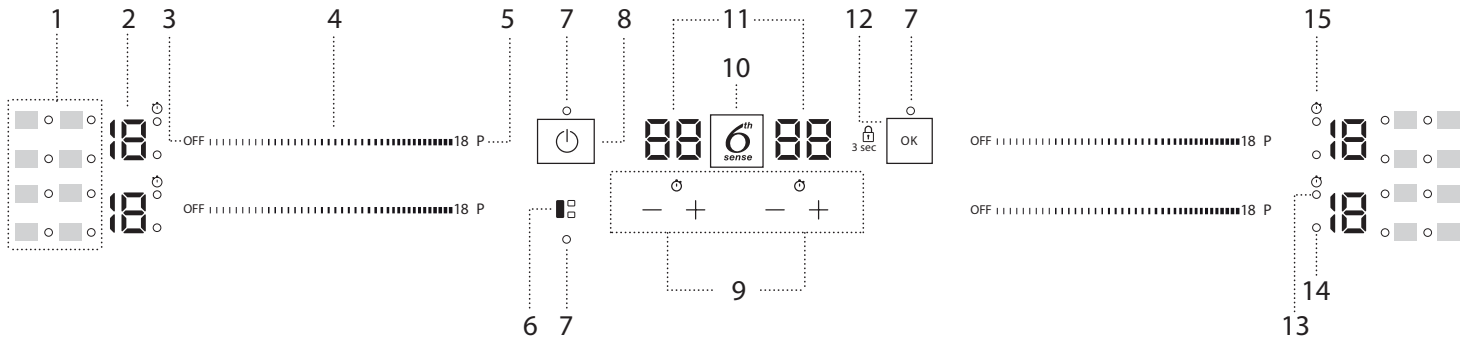 1 2 3 4 5 7 8 11 12 7 15
10
18 OFF 18 P 88 6th sense 88 3 sec OK OFF 18 P 18
18 OFF 18 P − + − + OFF 18 P 18
9
6 7 14
13